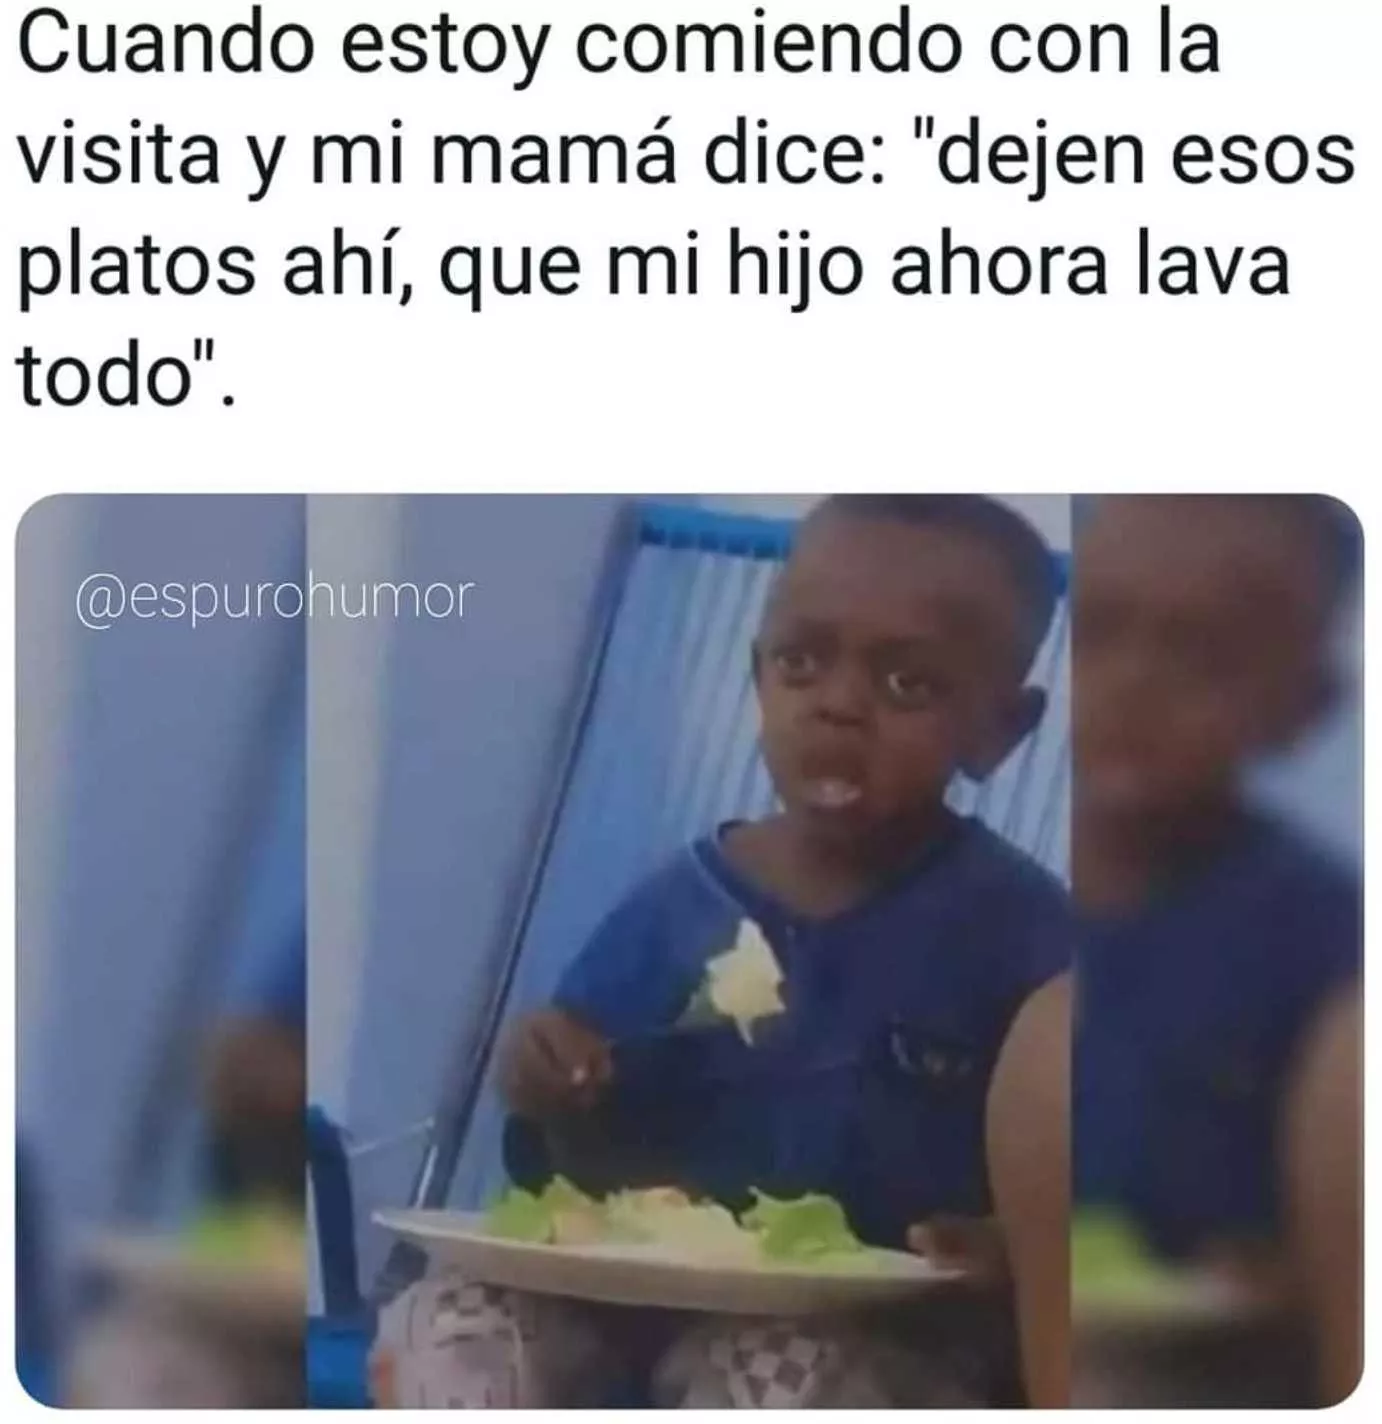 Cuando estoy comiendo con la
visita y mi mamá dice: "dejen esos
platos ahí, que mi hijo ahora lava
todo".
@espurohumor